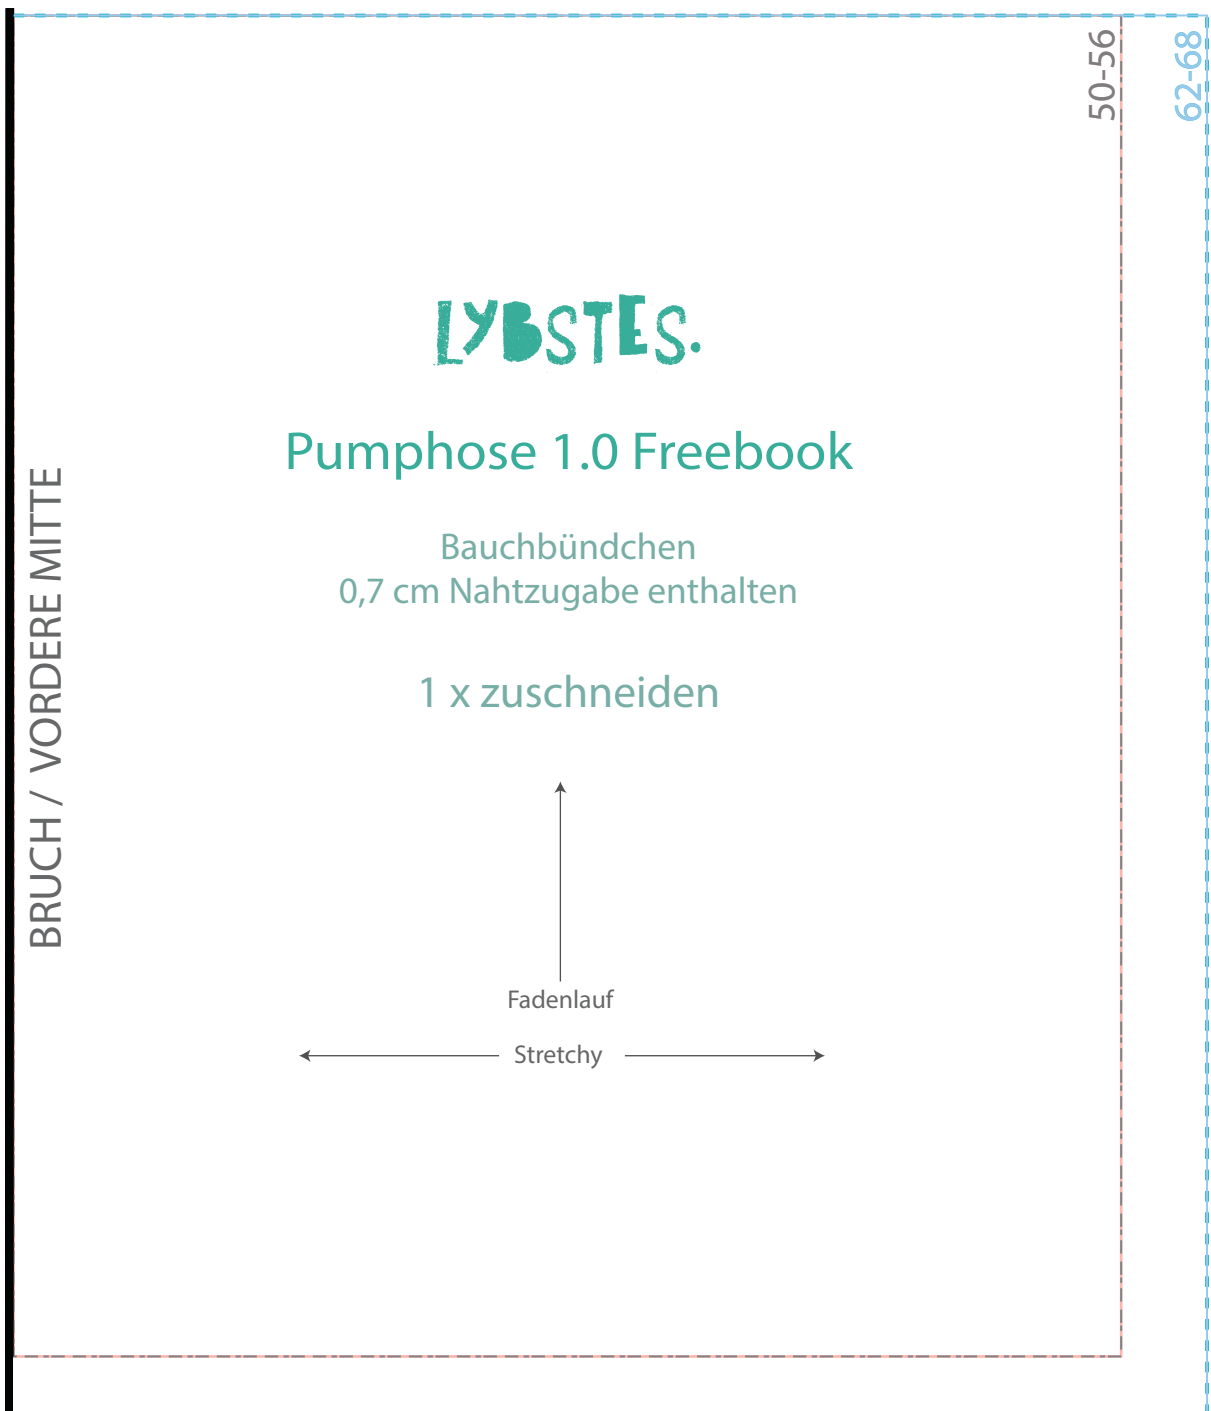 50-56
62-68
LYBSTES.
Pumphose 1.0 Freebook
Bauchbündchen
0,7 cm Nahtzugabe enthalten
1 x zuschneiden
BRUCH / VORDERE MITTE
Fadenlauf
Stretchy